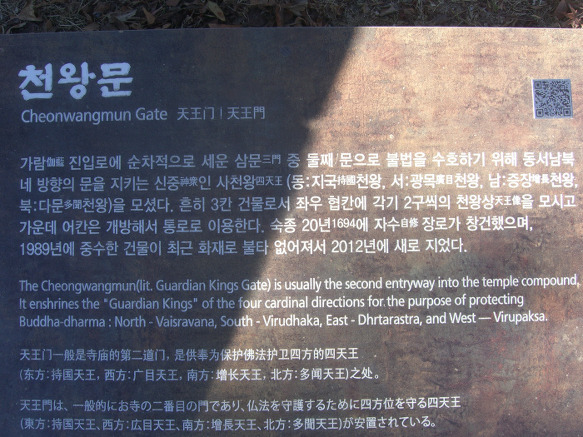 천왕문
Cheonwangmun Gate 天王门 | 天王門
가람伽藍 진입로에 순차적으로 세운 삼문三門 중 둘째 문으로 불법을 수호하기 위해 동서남북
네 방향의 문을 지키는 신중神衆인 사천왕四天王 (동:지국持國천왕, 서:광목廣目천왕, 남:증장增長천왕,
북:다문多聞천왕)을 모셨다. 흔히 3칸 건물로서 좌우 협칸에 각기 2구씩의 천왕상天王像을 모시고
가운데 어칸은 개방해서 통로로 이용한다. 숙종 20년1694에 자수自修 장로가 창건했으며,
1989년에 중수한 건물이 최근 화재로 불타 없어져서 2012년에 새로 지었다.
The Cheongwangmun(lit. Guardian Kings Gate) is usually the second entryway into the temple compound,
It enshrines the "Guardian Kings" of the four cardinal directions for the purpose of protecting
Buddha-dharma : North - Vaisravana, South - Virudhaka, East - Dhrtarastra, and West — Virupaksa.
天王门一般是寺庙的第二道门，是供奉为保护佛法护卫四方的四天王
(东方：持国天王，西方：广目天王，南方：增长天王，北方：多闻天王)之处。
天王門は、一般的にお寺の二番目の門であり、仏法を守護するために四方位を守る四天王
(東方：持国天王、西方：広目天王、南方：増長天王、北方：多聞天王)が安置されている。